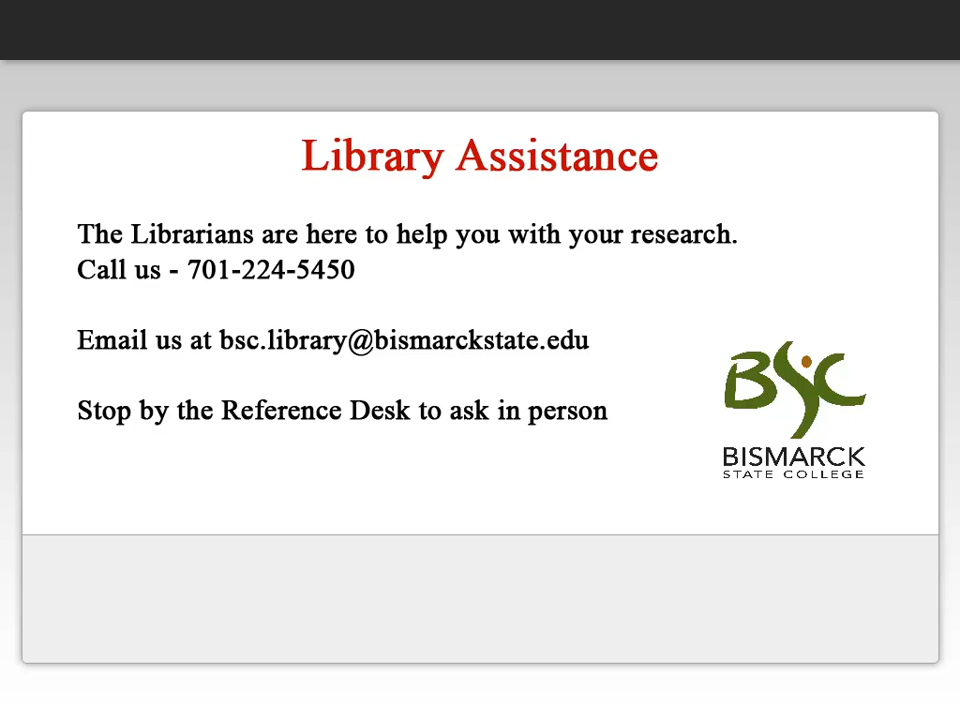 Library Assistance
The Librarians are here to help you with your research.
Call us - 701-224-5450
Email us at bsc.library@bismarckstate.edu
Stop by the Reference Desk to ask in person
BSC
BISMARCK
STATE COLLEGE